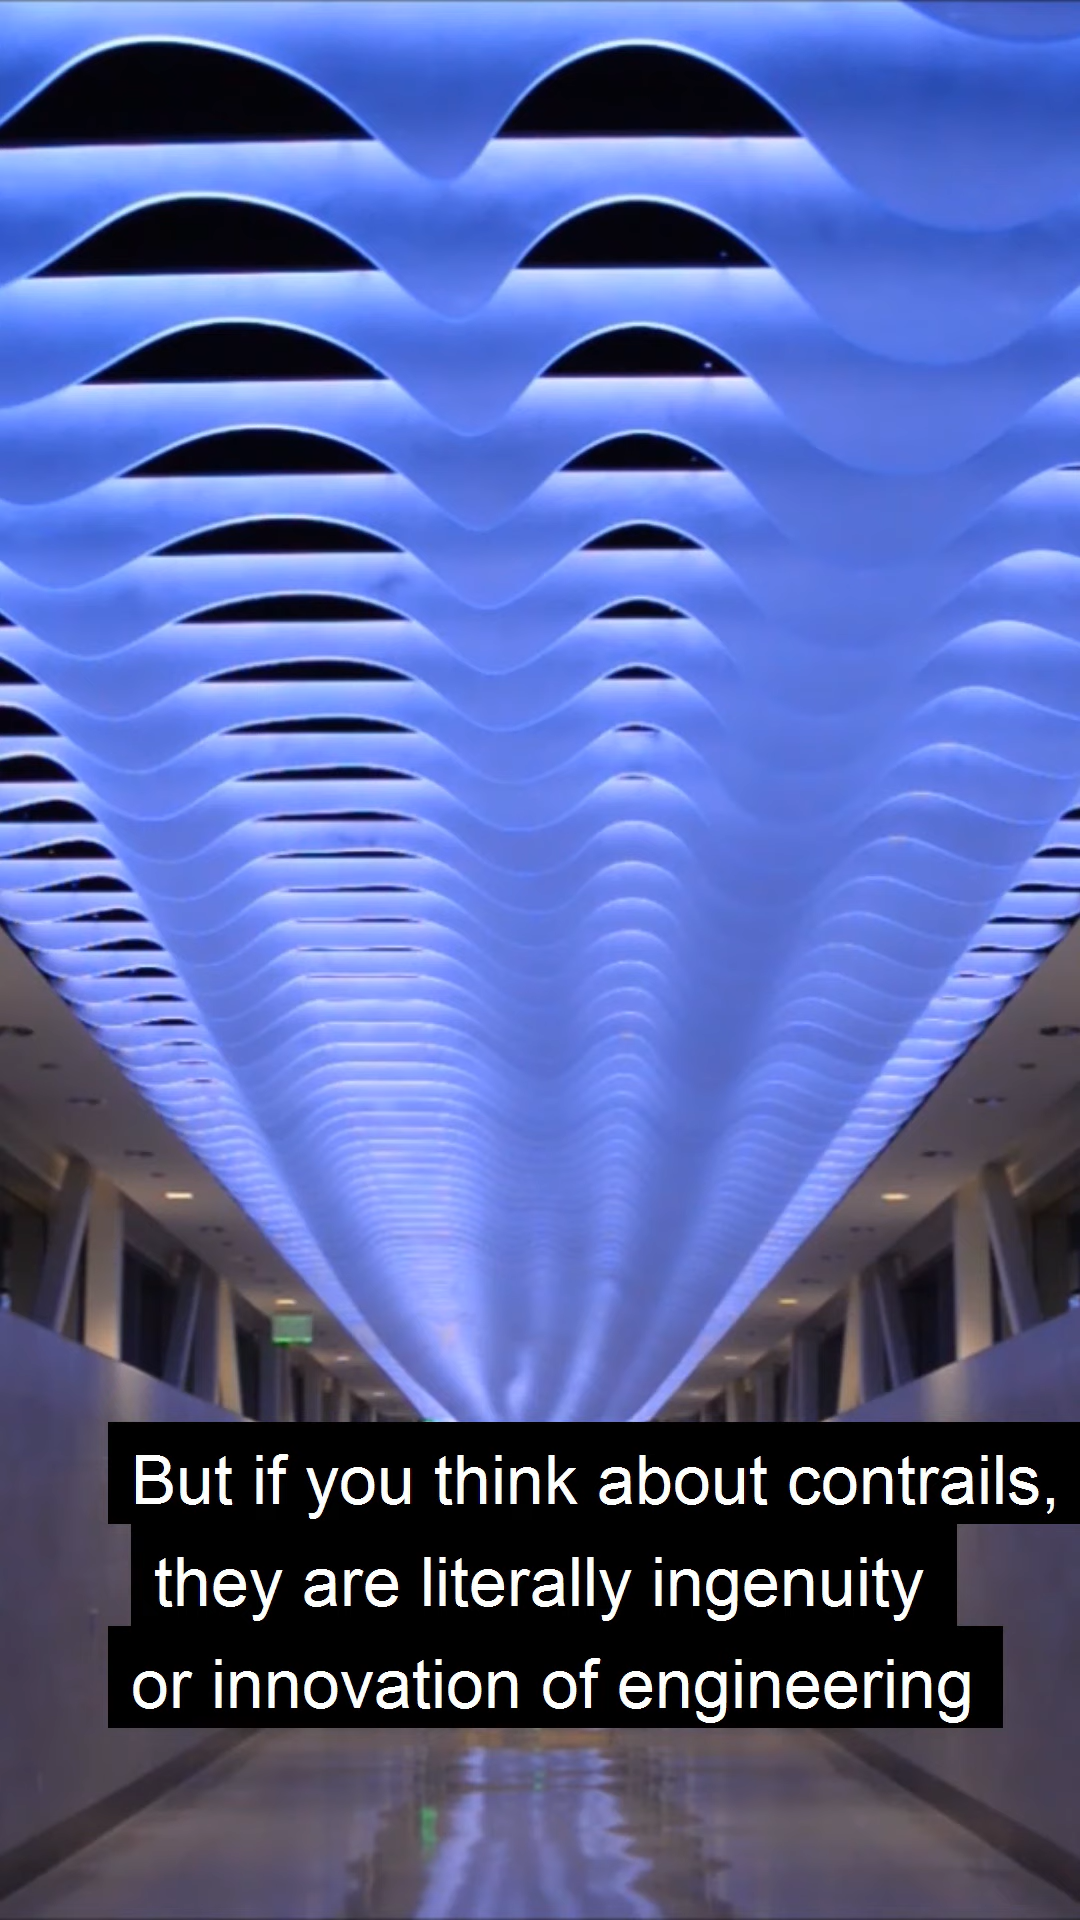 But if you think about contrails,
they are literally ingenuity
or innovation of engineering